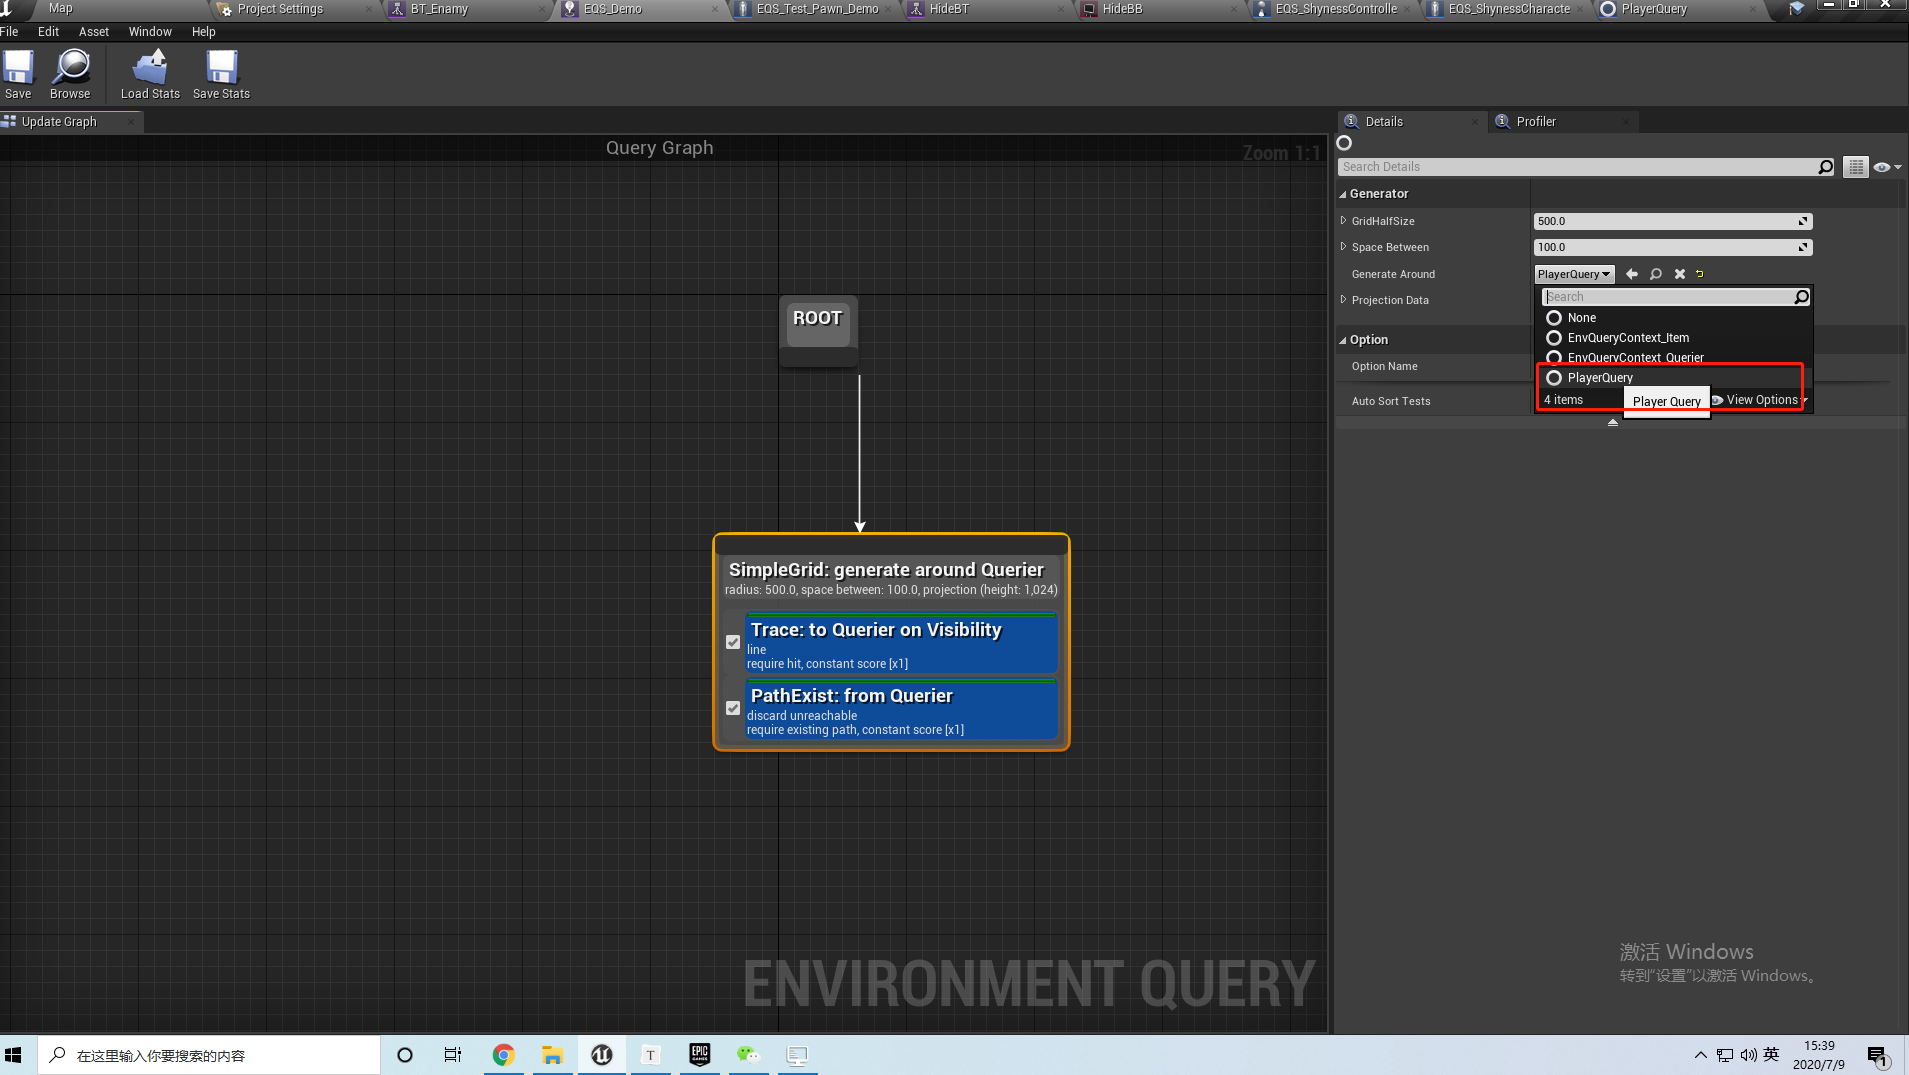 Map
Project Settings
BT_Enamy
EQS_Demo
EQS_Test_Pawn_Demo
HideBT
HideBB
EQS_ShynessControlle
EQS_ShynessCharacte
PlayerQuery
File
Edit
Asset
Window
Help
Save
Browse
Load Stats
Save Stats
Update Graph
Details
Profiler
Query Graph
Zoom 1:1
Search Details
Generator
GridHalfSize
500.0
Space Between
100.0
Generate Around
PlayerQuery
Projection Data
Search
None
EnvQueryContext_Item
EnvQueryContext_Querier
PlayerQuery
4 items
Player Query
View Options
Option
Option Name
Auto Sort Tests
ROOT
SimpleGrid: generate around Querier
radius: 500.0, space between: 100.0, projection (height: 1,024)
Trace: to Querier on Visibility
line
require hit, constant score [x1]
PathExist: from Querier
discard unreachable
require existing path, constant score [x1]
ENVIRONMENT QUERY
激活 Windows
转到"设置"以激活 Windows。
在这里输入你要搜索的内容
T
EPIC
GAMES
英
15:39
2020/7/9
1